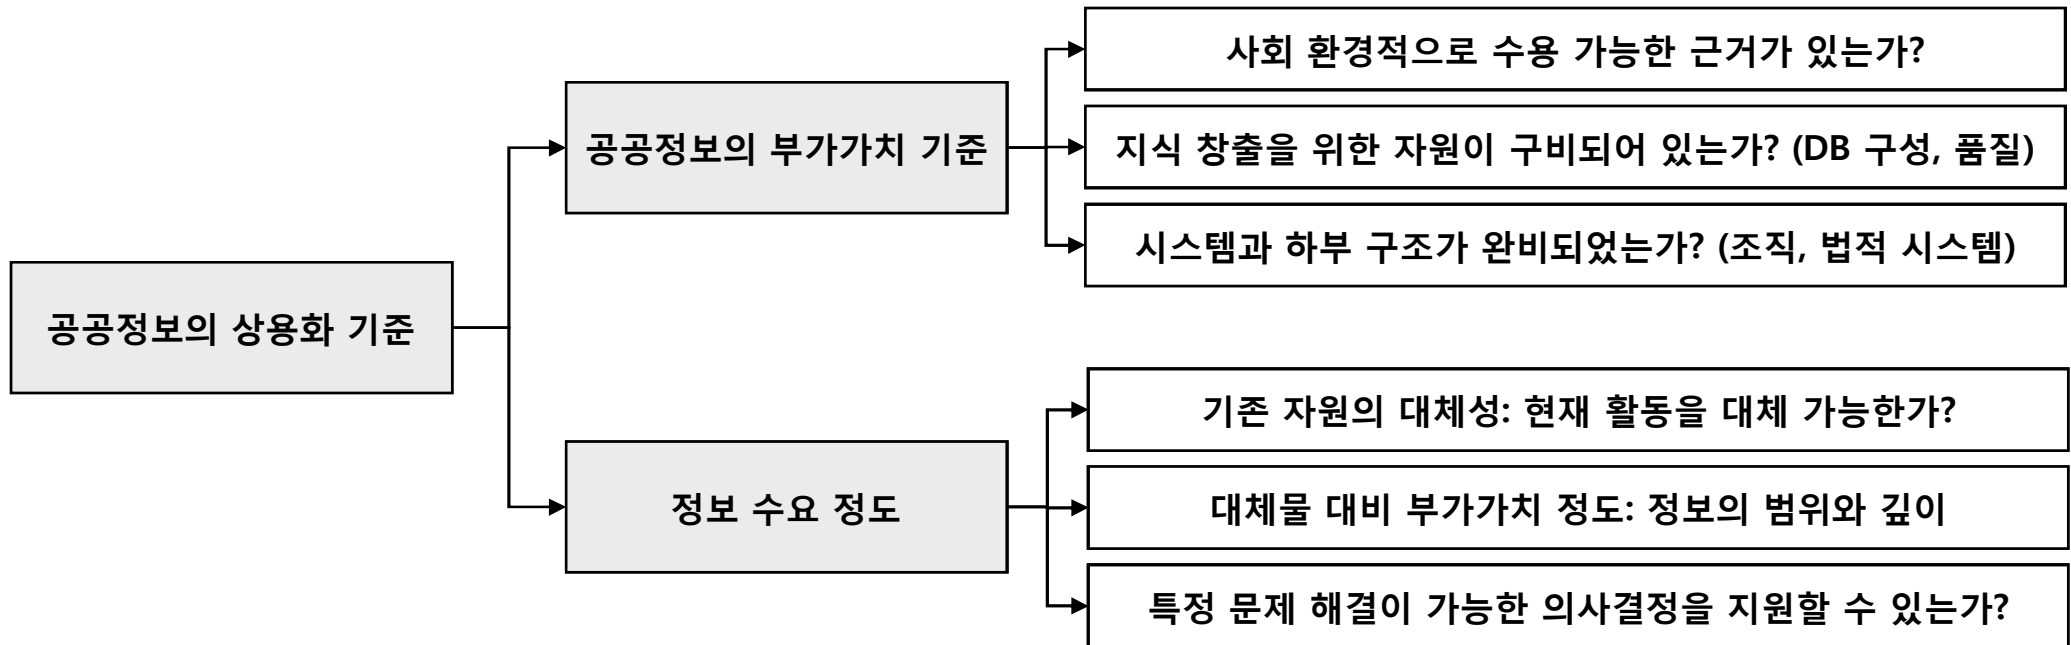 공공정보의 상용화 기준
공공정보의 부가가치 기준
사회 환경적으로 수용 가능한 근거가 있는가?
지식 창출을 위한 자원이 구비되어 있는가? (DB 구성, 품질)
시스템과 하부 구조가 완비되었는가? (조직, 법적 시스템)
정보 수요 정도
기존 자원의 대체성: 현재 활동을 대체 가능한가?
대체물 대비 부가가치 정도: 정보의 범위와 깊이
특정 문제 해결이 가능한 의사결정을 지원할 수 있는가?